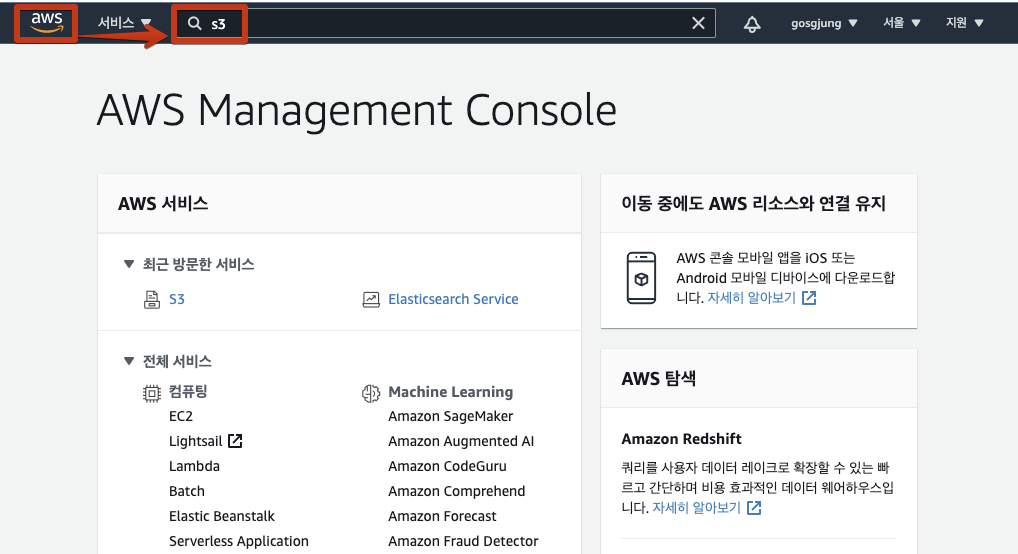 aws 서비스 s3 gosgjung 서울 지원
AWS Management Console
AWS 서비스
최근 방문한 서비스
S3 Elasticsearch Service
전체 서비스
컴퓨팅
EC2
Lightsail
Lambda
Batch
Elastic Beanstalk
Serverless Application
Machine Learning
Amazon SageMaker
Amazon Augmented AI
Amazon CodeGuru
Amazon Comprehend
Amazon Forecast
Amazon Fraud Detector
이동 중에도 AWS 리소스와 연결 유지
AWS 콘솔 모바일 앱을 iOS 또는
Android 모바일 디바이스에 다운로드합
니다. 자세히 알아보기
AWS 탐색
Amazon Redshift
쿼리를 사용자 데이터 레이크로 확장할 수 있는 빠
르고 간단하며 비용 효과적인 데이터 웨어하우스입
니다. 자세히 알아보기